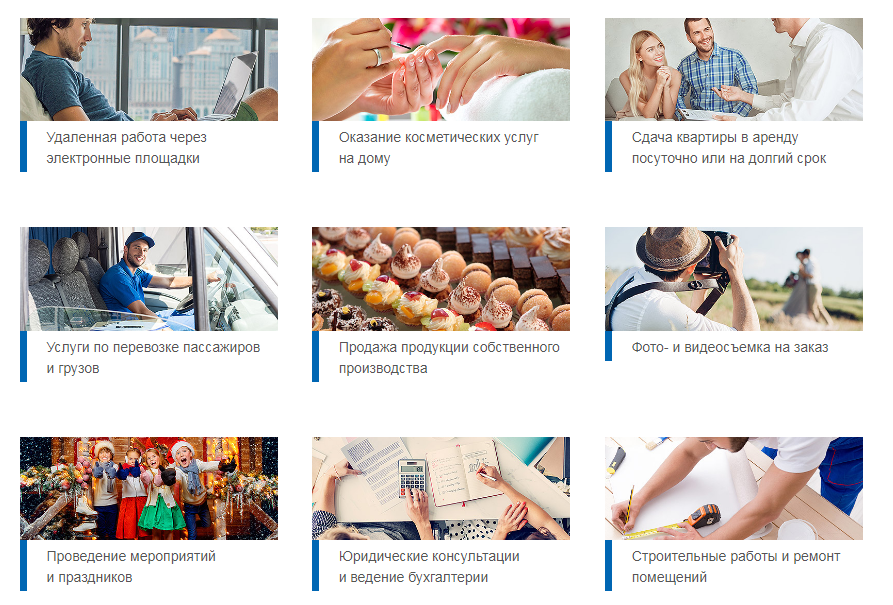 Удаленная работа через
электронные площадки
Оказание косметических услуг
на дому
Сдача квартиры в аренду
посуточно или на долгий срок
Услуги по перевозке пассажиров
и грузов
Продажа продукции собственного
производства
Фото- и видеосъемка на заказ
Проведение мероприятий
и праздников
Юридические консультации
и ведение бухгалтерии
Строительные работы и ремонт
помещений